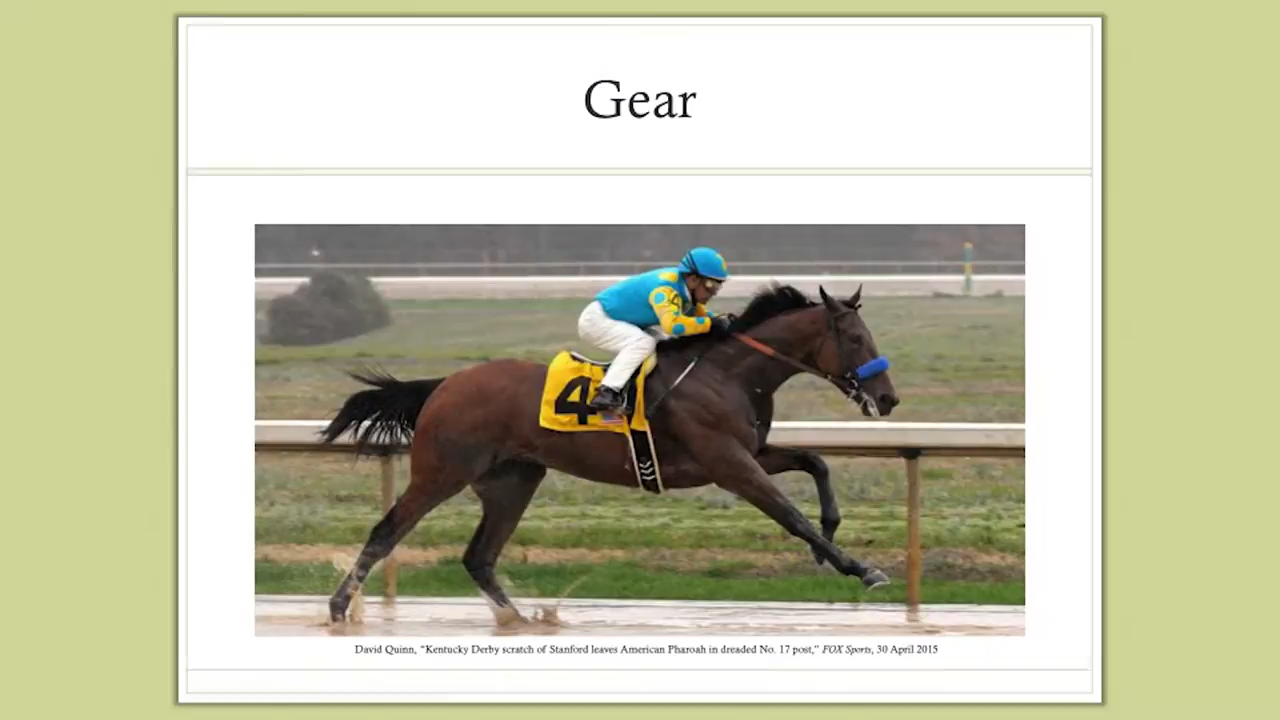 Gear
4
David Quinn, “Kentucky Derby scratch of Stanford leaves American Pharoah in dreaded No. 17 post,” FOX Sports, 30 April 2015